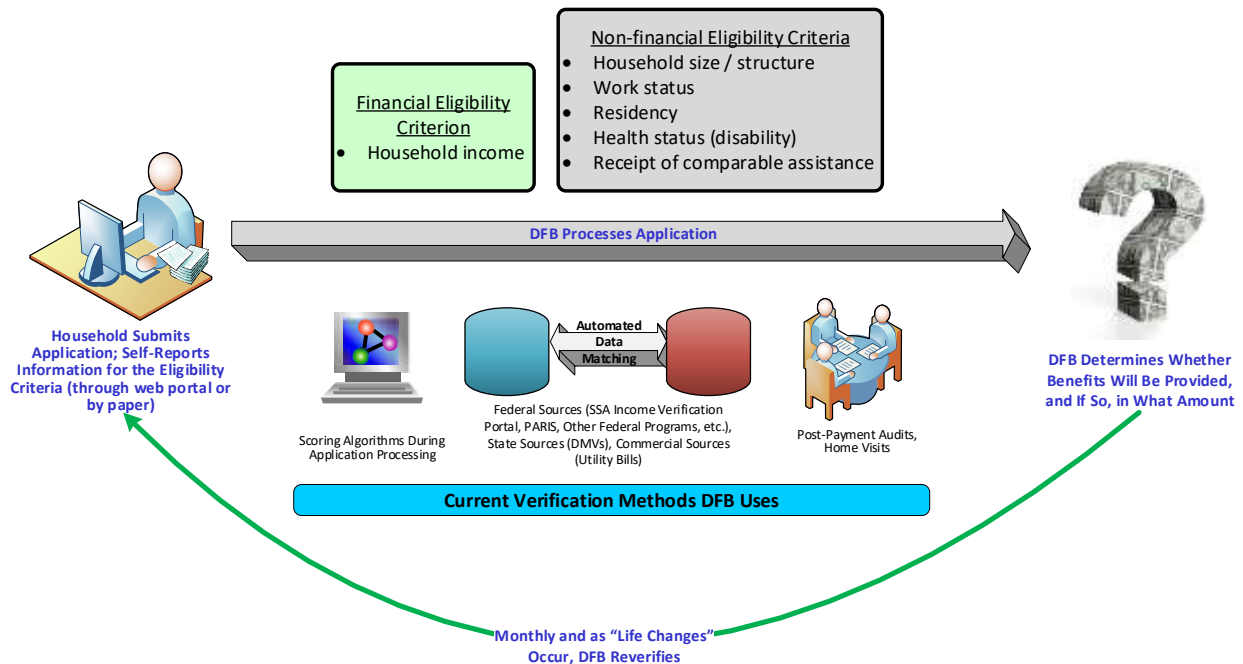 Financial Eligibility
Criterion
• Household income
Non-financial Eligibility Criteria
• Household size / structure
• Work status
• Residency
• Health status (disability)
• Receipt of comparable assistance
DFB Processes Application
Household Submits
Application; Self-Reports
Information for the Eligibility
Criteria (through web portal or
by paper)
Scoring Algorithms During
Application Processing
Automated
Data
Matching
Federal Sources (SSA Income Verification
Portal, PARIS, Other Federal Programs, etc.),
State Sources (DMVs), Commercial Sources
(Utility Bills)
Post-Payment Audits,
Home Visits
DFB Determines Whether
Benefits Will Be Provided,
and If So, in What Amount
Current Verification Methods DFB Uses
Monthly and as “Life Changes”
Occur, DFB Reverifies